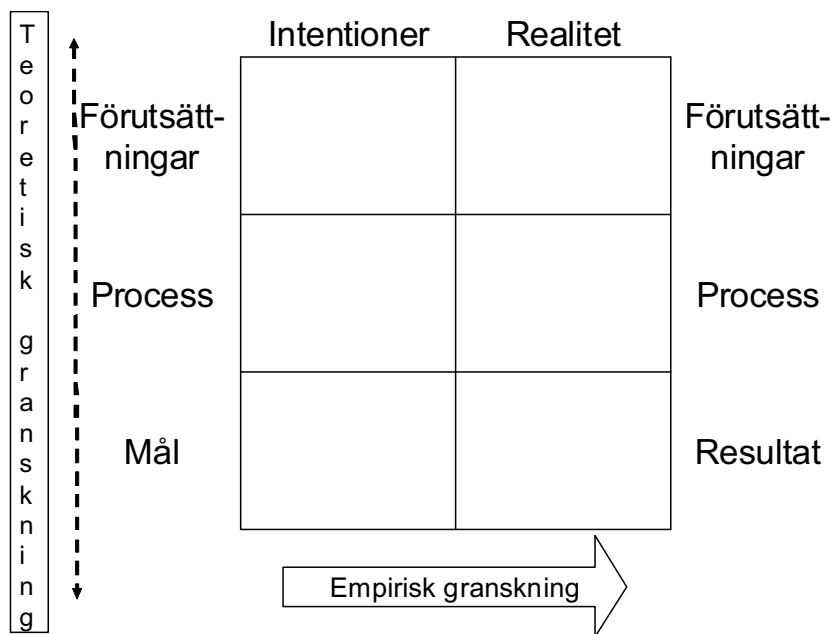 Teoretisk granskning
Intentioner Realitet
Förutsätt-
ningar
Förutsätt-
ningar
Process
Process
Mål
Resultat
Empirisk granskning